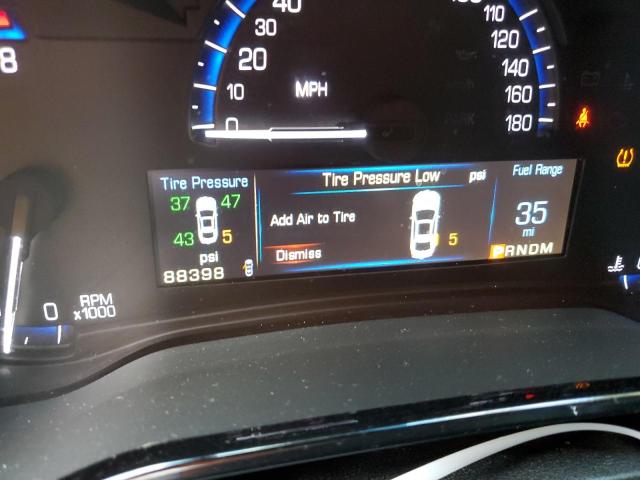 40
30
20
10
0
MPH
110
120
140
160
180
8
Tire Pressure
37 47
43 5
psi
88398
Tire Pressure Low psi
Add Air to Tire
5
Dismiss
Fuel Range
35
mi
PRNDM
0 RPM
x1000